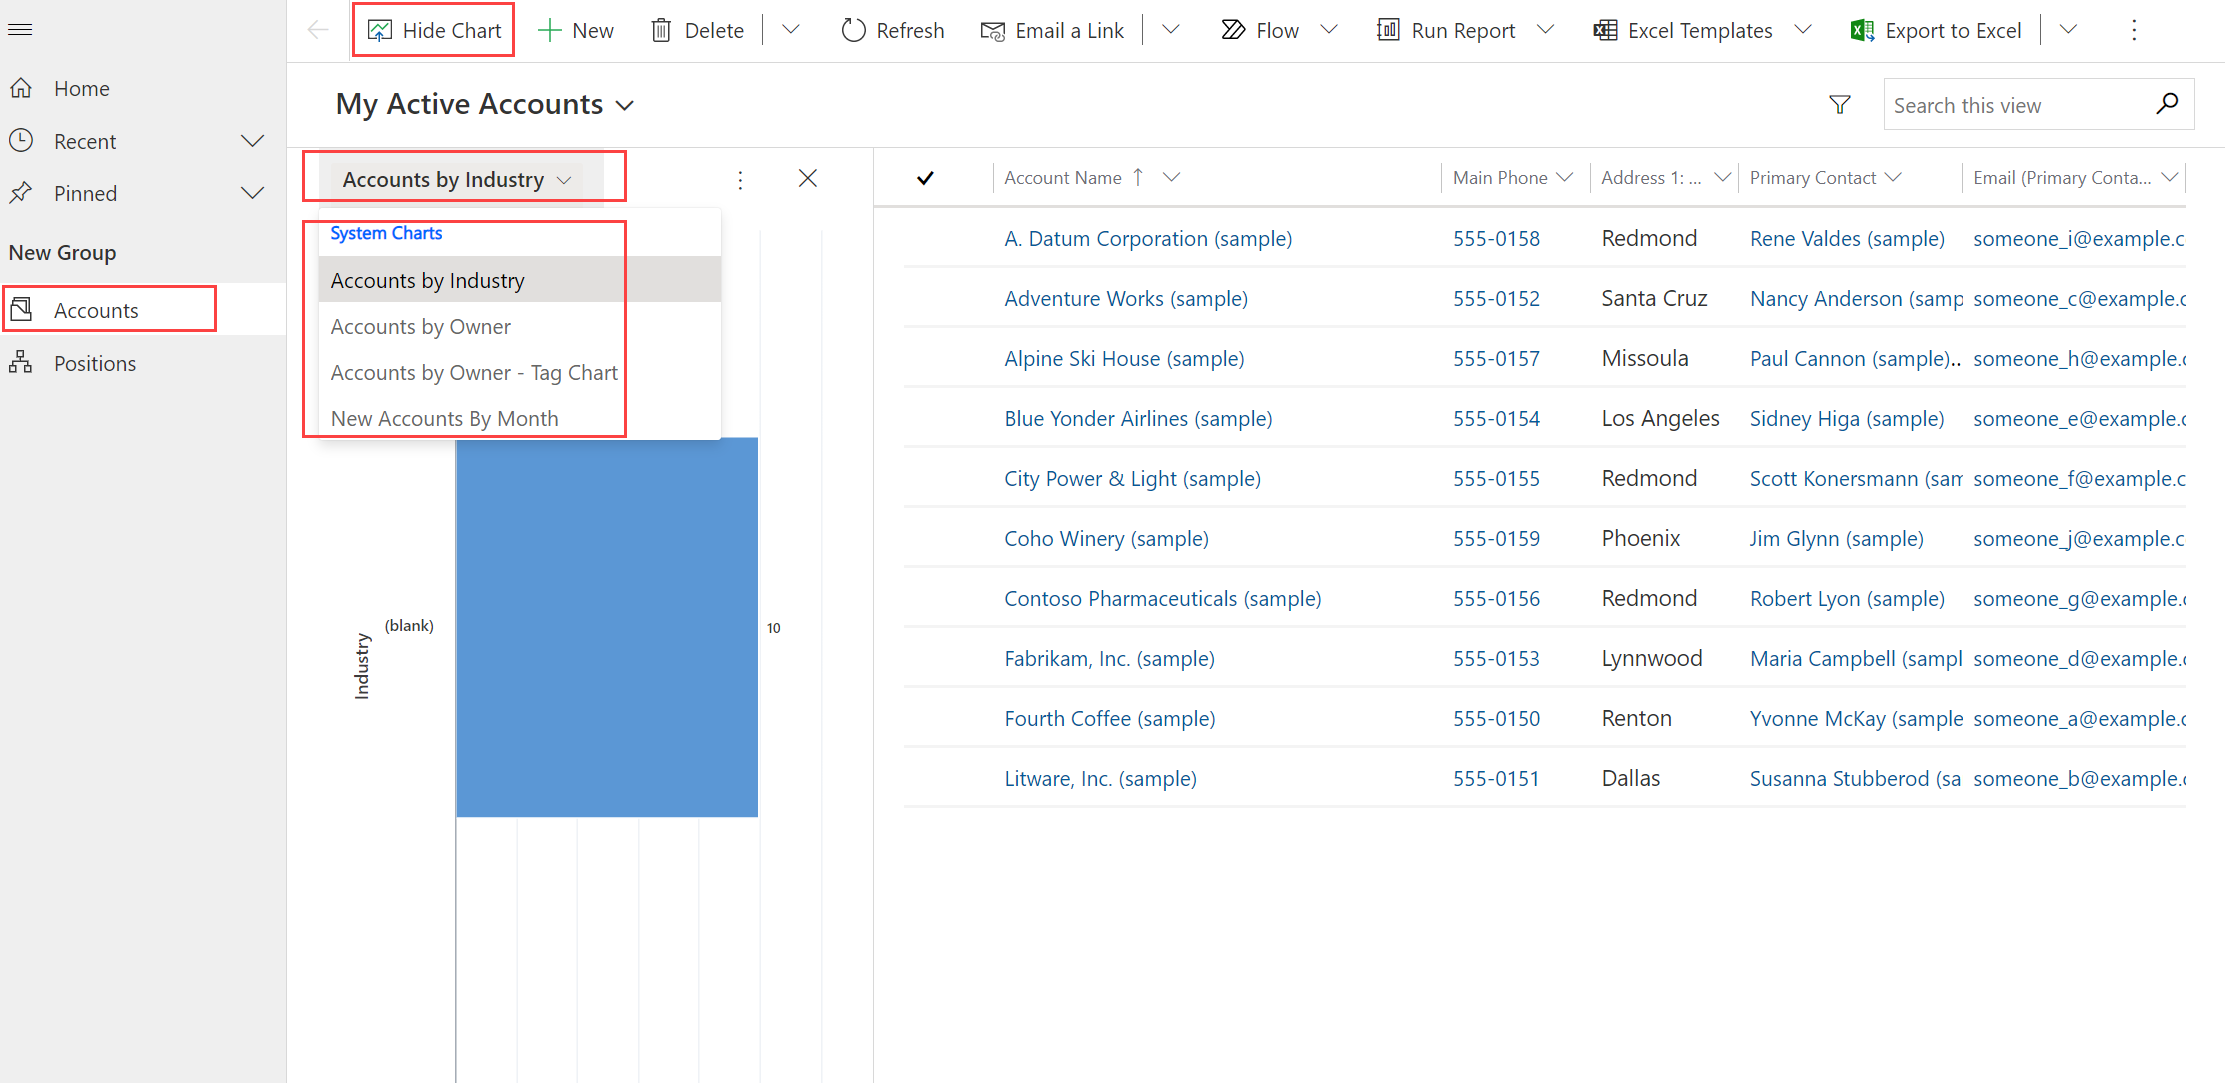 Hide Chart New Delete Refresh Email a Link Flow Run Report Excel Templates Export to Excel
Home
Recent
Pinned
New Group
Accounts
Positions
My Active Accounts
Search this view
Accounts by Industry
System Charts
Accounts by Industry
Accounts by Owner
Accounts by Owner - Tag Chart
New Accounts By Month
Industry
(blank)
10
Account Name Main Phone Address 1: ... Primary Contact Email (Primary Conta...
A. Datum Corporation (sample) 555-0158 Redmond Rene Valdes (sample) someone_i@example.c
Adventure Works (sample) 555-0152 Santa Cruz Nancy Anderson (samp someone_c@example.c
Alpine Ski House (sample) 555-0157 Missoula Paul Cannon (sample)... someone_h@example.c
Blue Yonder Airlines (sample) 555-0154 Los Angeles Sidney Higa (sample) someone_e@example.c
City Power & Light (sample) 555-0155 Redmond Scott Konersmann (sam someone_f@example.c
Coho Winery (sample) 555-0159 Phoenix Jim Glynn (sample) someone_j@example.c
Contoso Pharmaceuticals (sample) 555-0156 Redmond Robert Lyon (sample) someone_g@example.c
Fabrikam, Inc. (sample) 555-0153 Lynnwood Maria Campbell (sampl someone_d@example.c
Fourth Coffee (sample) 555-0150 Renton Yvonne McKay (sample someone_a@example.c
Litware, Inc. (sample) 555-0151 Dallas Susanna Stubberod (sa someone_b@example.c